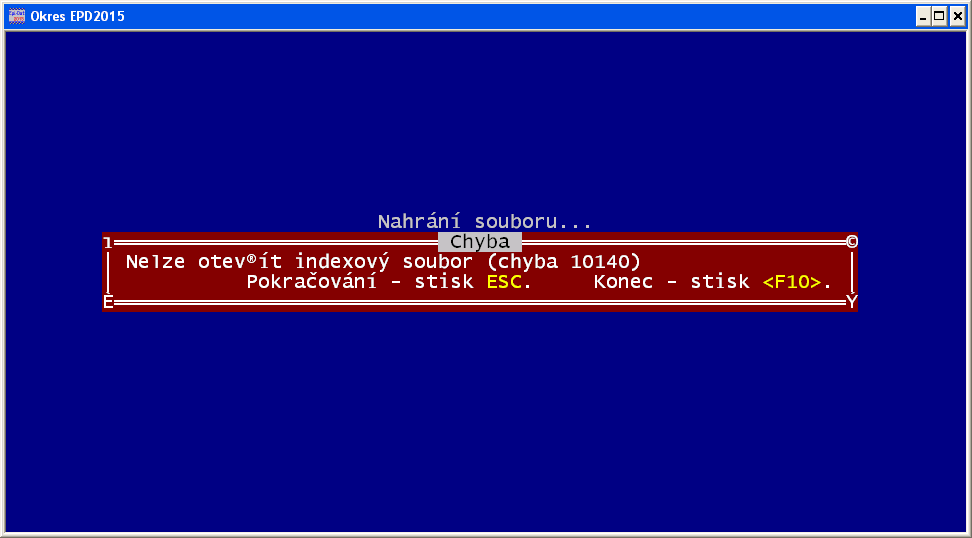 Okres EPD2015
Nahrání souboru...
Chyba
Nelze otev®ít indexový soubor (chyba 10140)
Pokračování - stisk ESC. Konec - stisk <F10>.